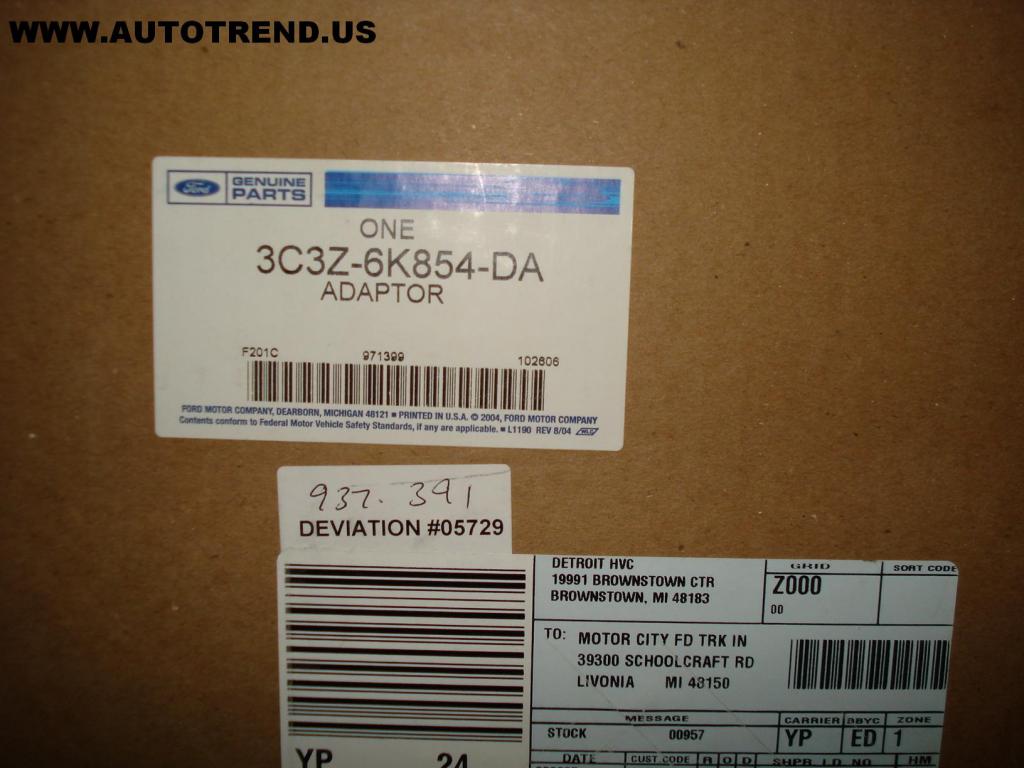 WWW.AUTOTREND.US
Ford GENUINE PARTS
ONE
3C3Z-6K854-DA
ADAPTOR
F201C 971399 102606
FORD MOTOR COMPANY, DEARBORN, MICHIGAN 48121 ■ PRINTED IN U.S.A. © 2004, FORD MOTOR COMPANY
Contents conform to Federal Motor Vehicle Safety Standards, if any are applicable. ■ L1190 REV 8/04
937. 391
DEVIATION #05729
DETROIT HVC
19991 BROWNSTOWN CTR
BROWNSTOWN, MI 48183
GRID
Z000
00
SORT CODE
TO: MOTOR CITY FD TRK IN
39300 SCHOOLCRAFT RD
LIVONIA MI 48150
MESSAGE
STOCK 00957
CARRIER BBYC ZONE
YP ED 1
YP 24
DATE CUST CODE R O D SHPR I.D. NO HM